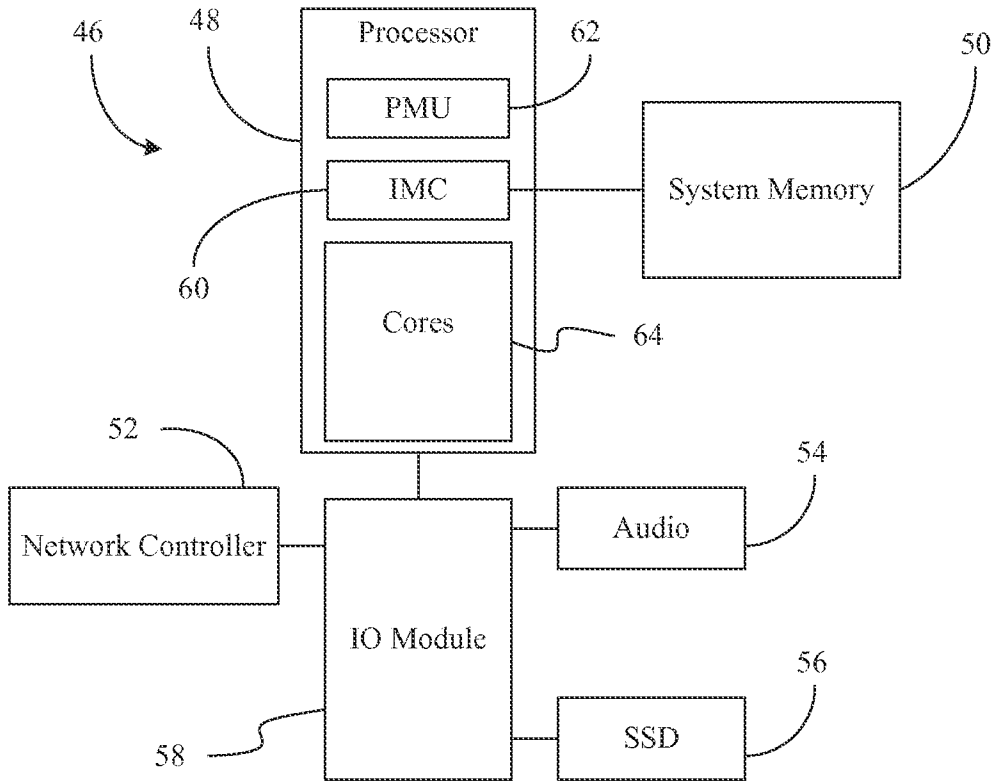 Processor
62
46
48
50
PMU
IMC
System Memory
60
Cores
64
52
54
Network Controller
Audio
IO Module
56
58
SSD